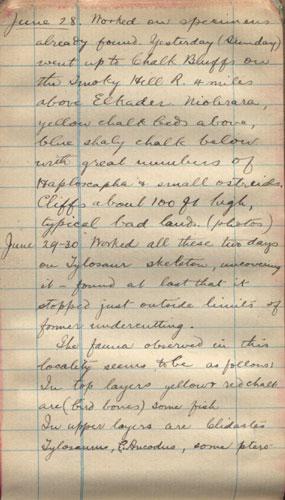 June 28. Worked on specimens
already found. Yesterday (Sunday)
went up to Chalk Bluffs on
the Smoky Hill R. 4 miles
above Elkader. Niobrara,
yellow chalk beds above,
blue shaly chalk below
with great numbers of
Haploscapha & small ostreids.
Cliffs about 100 ft high,
typical bad land. (photos)
June 29-30 Worked all these two days
on Tylosaur skeleton, uncovering
it - found at last that it
stopped just outside limits of
former undercutting.
The fauna observed in this
locality seems to be as follows:
In top layers yellow & red chalk
are (bird bones) some fish
In upper layers are Clidastes
Tylosaurus, some ptero-